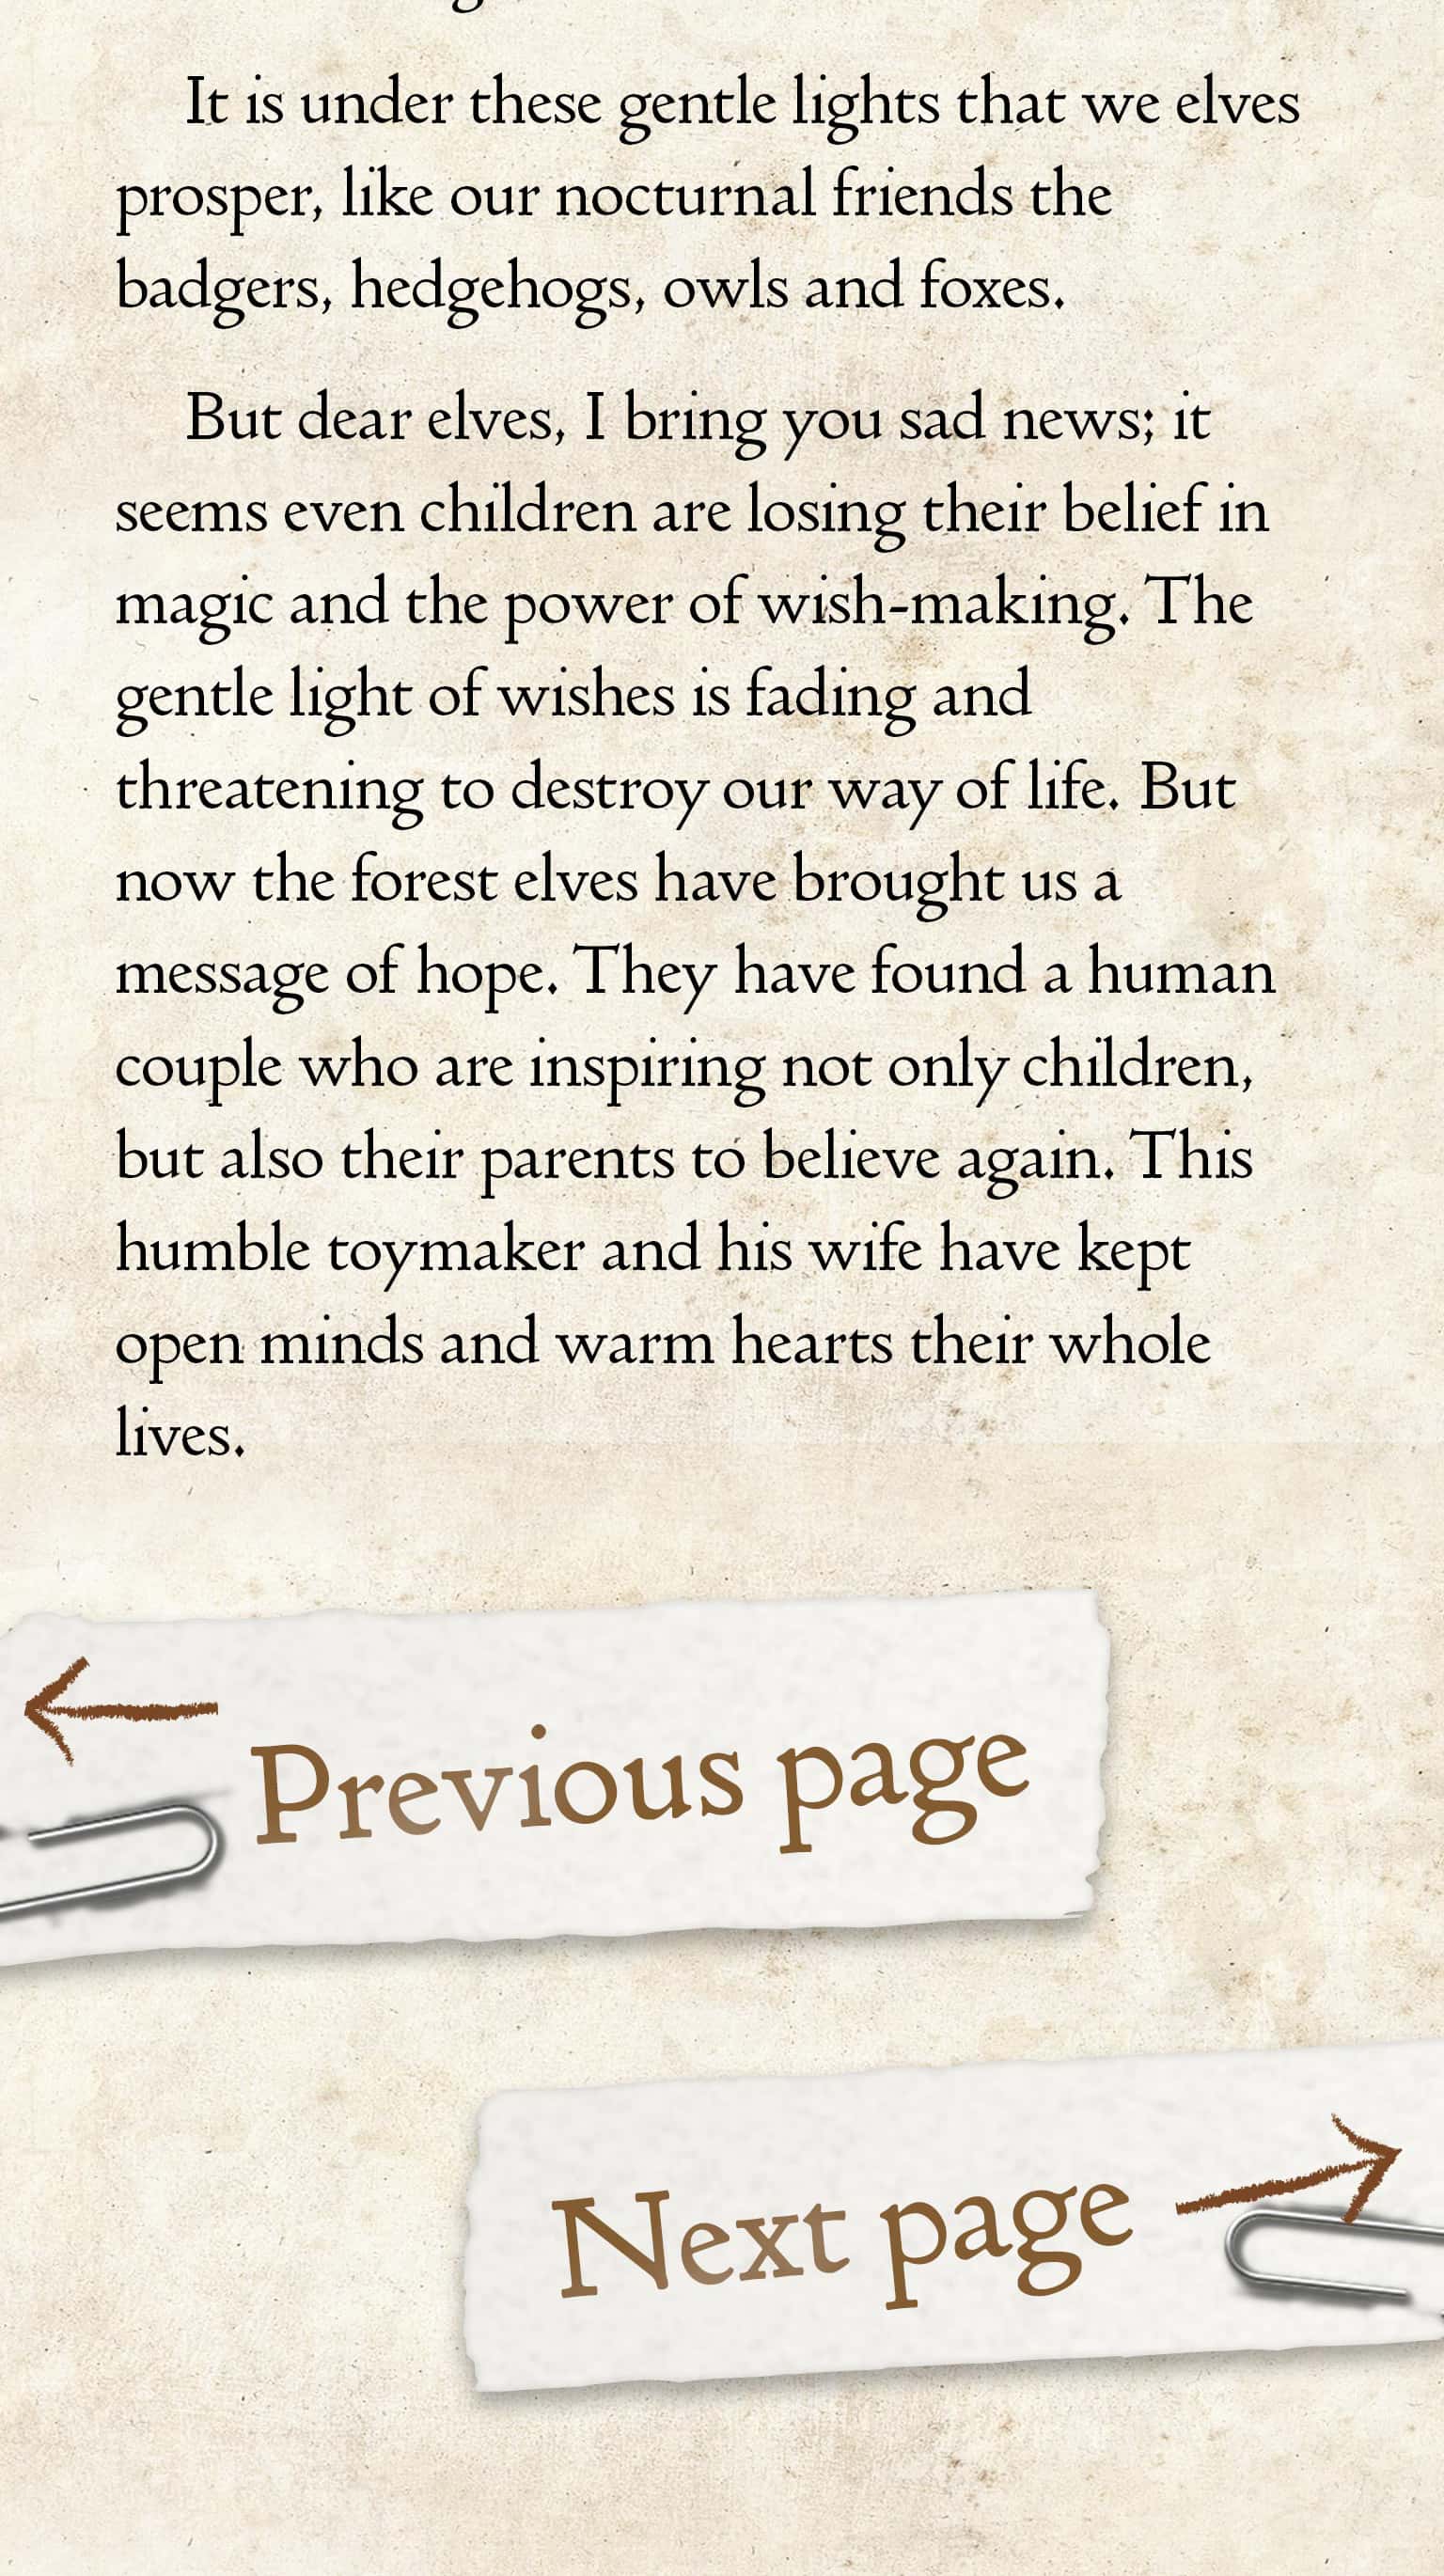 It is under these gentle lights that we elves
prosper, like our nocturnal friends the
badgers, hedgehogs, owls and foxes.
But dear elves, I bring you sad news; it
seems even children are losing their belief in
magic and the power of wish-making. The
gentle light of wishes is fading and
threatening to destroy our way of life. But
now the forest elves have brought us a
message of hope. They have found a human
couple who are inspiring not only children,
but also their parents to believe again. This
humble toymaker and his wife have kept
open minds and warm hearts their whole
lives.
Previous page
Next page